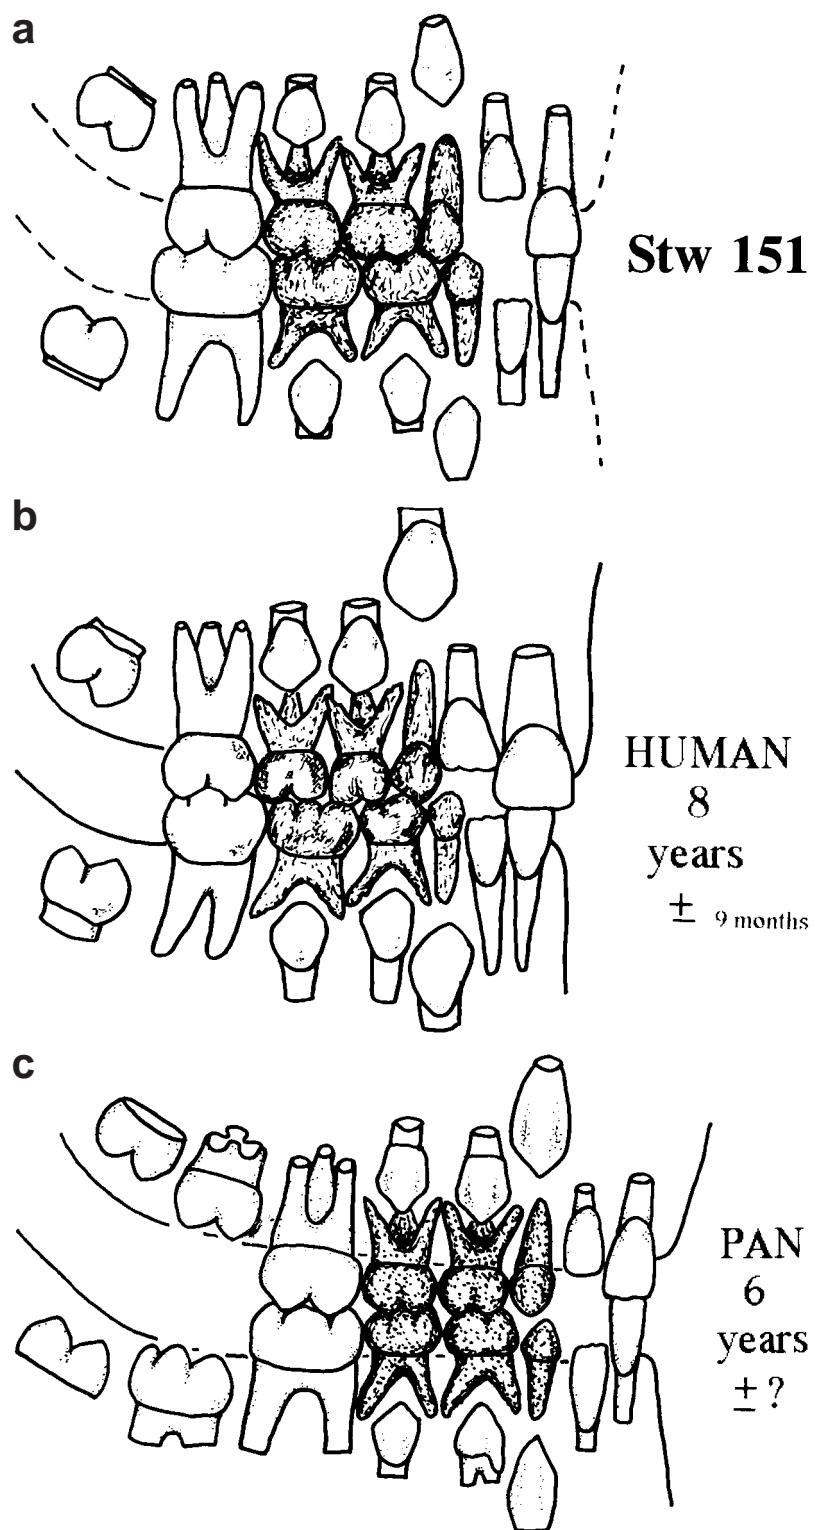 a
Stw 151
b
HUMAN
8
years
± 9 months
c
PAN
6
years
± ?